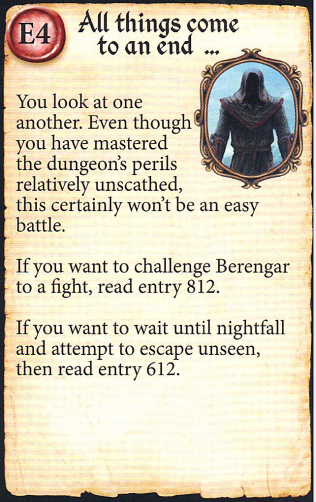 E4
All things come
to an end ...
You look at one
another. Even though
you have mastered
the dungeon's perils
relatively unscathed,
this certainly won't be an easy
battle.
If you want to challenge Berengar
to a fight, read entry 812.
If you want to wait until nightfall
and attempt to escape unseen,
then read entry 612.